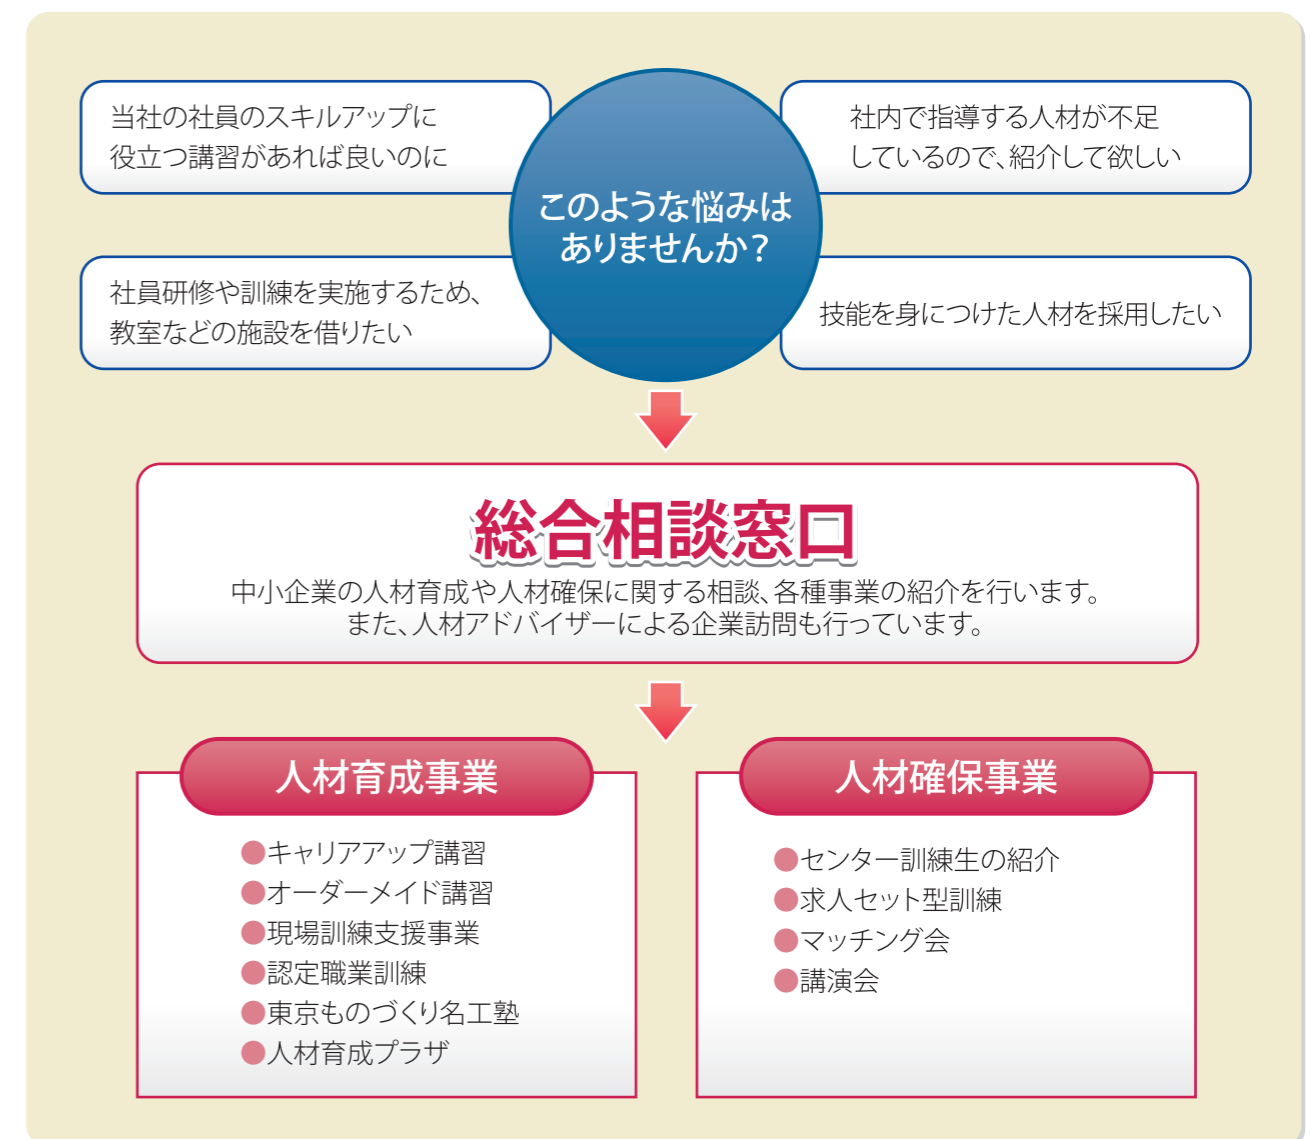 当社の社員のスキルアップに
役立つ講習があれば良いのに
社内で指導する人材が不足
しているので、紹介して欲しい
このような悩みは
ありませんか？
社員研修や訓練を実施するため、
教室などの施設を借りたい
技能を身につけた人材を採用したい
総合相談窓口
中小企業の人材育成や人材確保に関する相談、各種事業の紹介を行います。
また、人材アドバイザーによる企業訪問も行っています。
人材育成事業
●キャリアアップ講習
●オーダーメイド講習
●現場訓練支援事業
●認定職業訓練
●東京ものづくり名工塾
●人材育成プラザ
人材確保事業
●センター訓練生の紹介
●求人セット型訓練
●マッチング会
●講演会